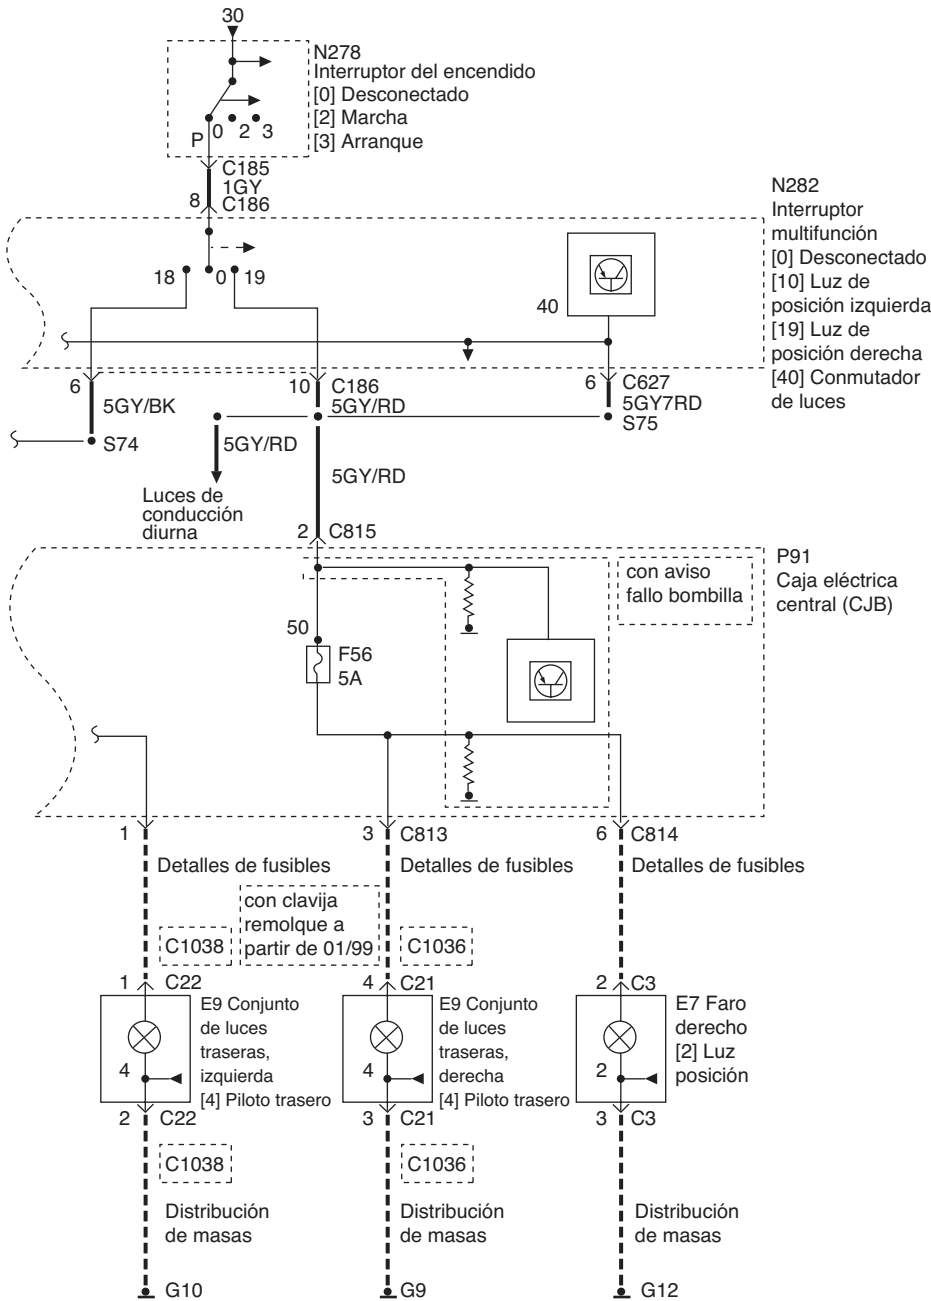 30
N278
Interruptor del encendido
[0] Desconectado
[2] Marcha
[3] Arranque
0 2 3
P
C185
1GY
8 C186
N282
Interruptor
multifunción
[0] Desconectado
[10] Luz de
posición izquierda
[19] Luz de
posición derecha
[40] Conmutador
de luces
18 0 19
40
6
10 C186
6 C627
5GY/BK
5GY/RD
5GY7RD
S74
5GY/RD
S75
5GY/RD
Luces de
conducción
diurna
2 C815
P91
Caja eléctrica
central (CJB)
con aviso
fallo bombilla
50
F56
5A
1
3 C813
6 C814
Detalles de fusibles
Detalles de fusibles
Detalles de fusibles
con clavija
remolque a
partir de 01/99
C1038
C1036
1 C22
4 C21
2 C3
E9 Conjunto
de luces
traseras,
izquierda
[4] Piloto trasero
4
E9 Conjunto
de luces
traseras,
derecha
[4] Piloto trasero
4
E7 Faro
derecho
[2] Luz
posición
2
2 C22
3 C21
3 C3
C1038
C1036
Distribución
de masas
Distribución
de masas
Distribución
de masas
G10
G9
G12